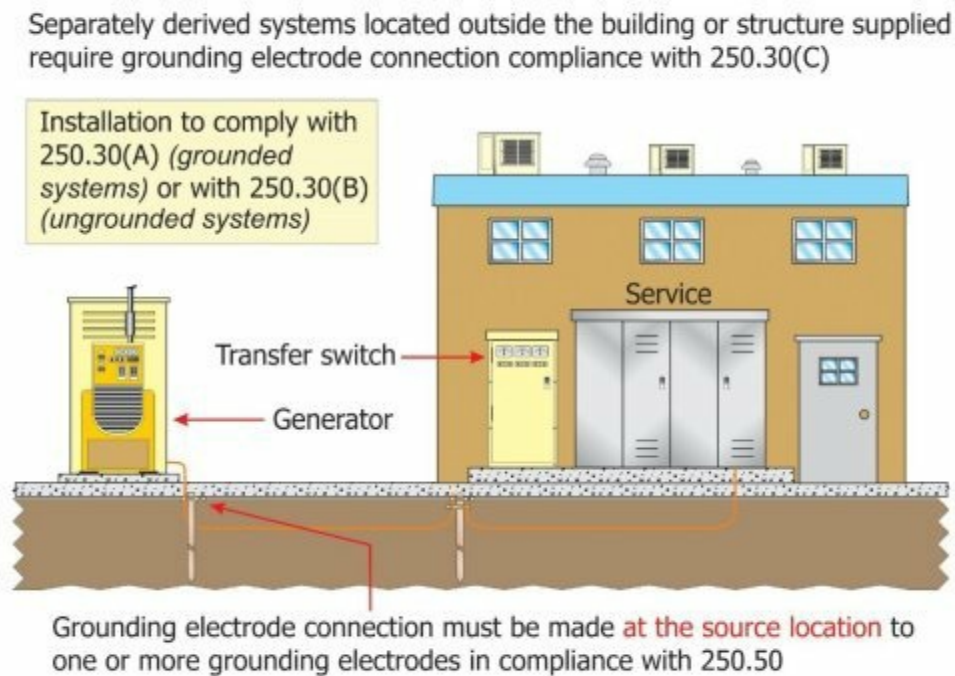 Separately derived systems located outside the building or structure supplied
require grounding electrode connection compliance with 250.30(C)
Installation to comply with
250.30(A) (grounded
systems) or with 250.30(B)
(ungrounded systems)
Service
Transfer switch
Generator
Grounding electrode connection must be made at the source location to
one or more grounding electrodes in compliance with 250.50